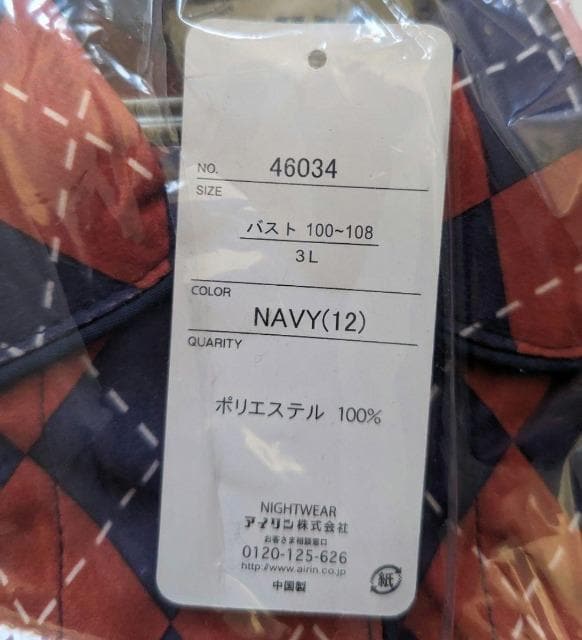 NO. 46034
SIZE
バスト 100~108
3L
COLOR
NAVY(12)
QUARITY
ポリエステル 100%
NIGHTWEAR
アイリン株式会社
お客さま相談窓口
0120-125-626
http://www.airin.co.jp
中国製
紙